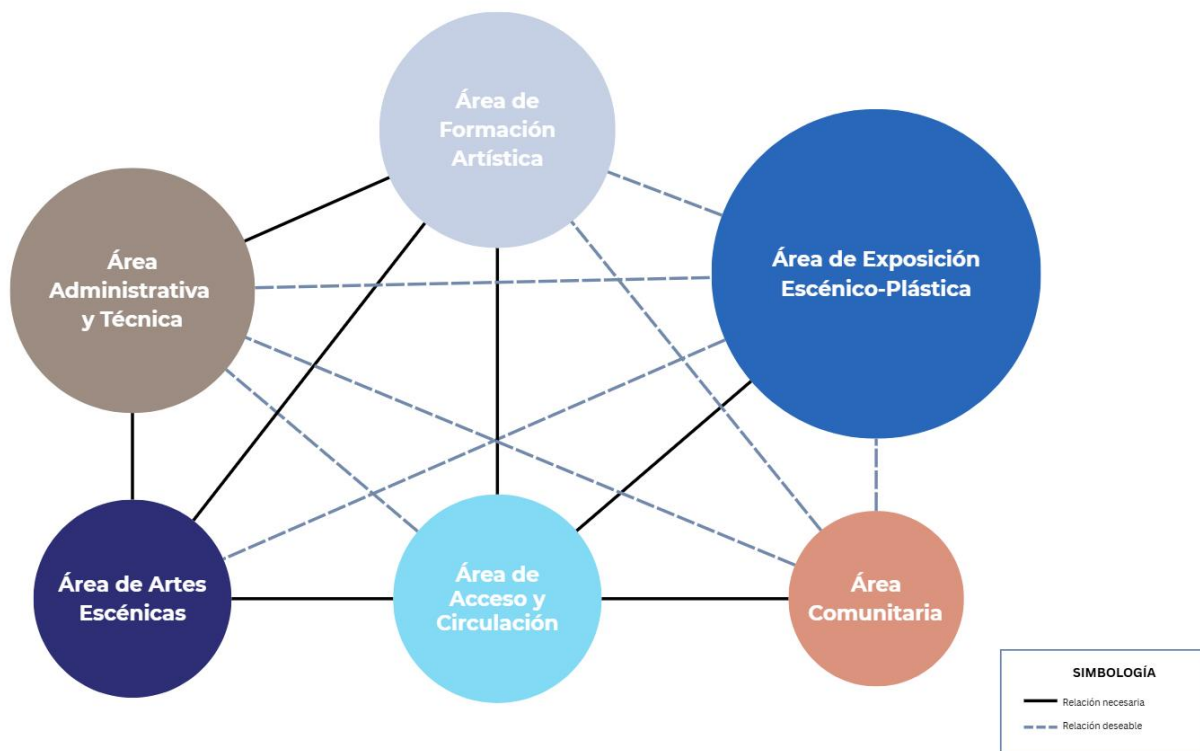 Área de
Formación
Artística
Área de Exposición
Escénico-Plástica
Área
Administrativa
y Técnica
Área de Artes
Escénicas
Área de
Acceso y
Circulación
Área
Comunitaria
SIMBOLOGÍA
Relación necesaria
Relación deseable